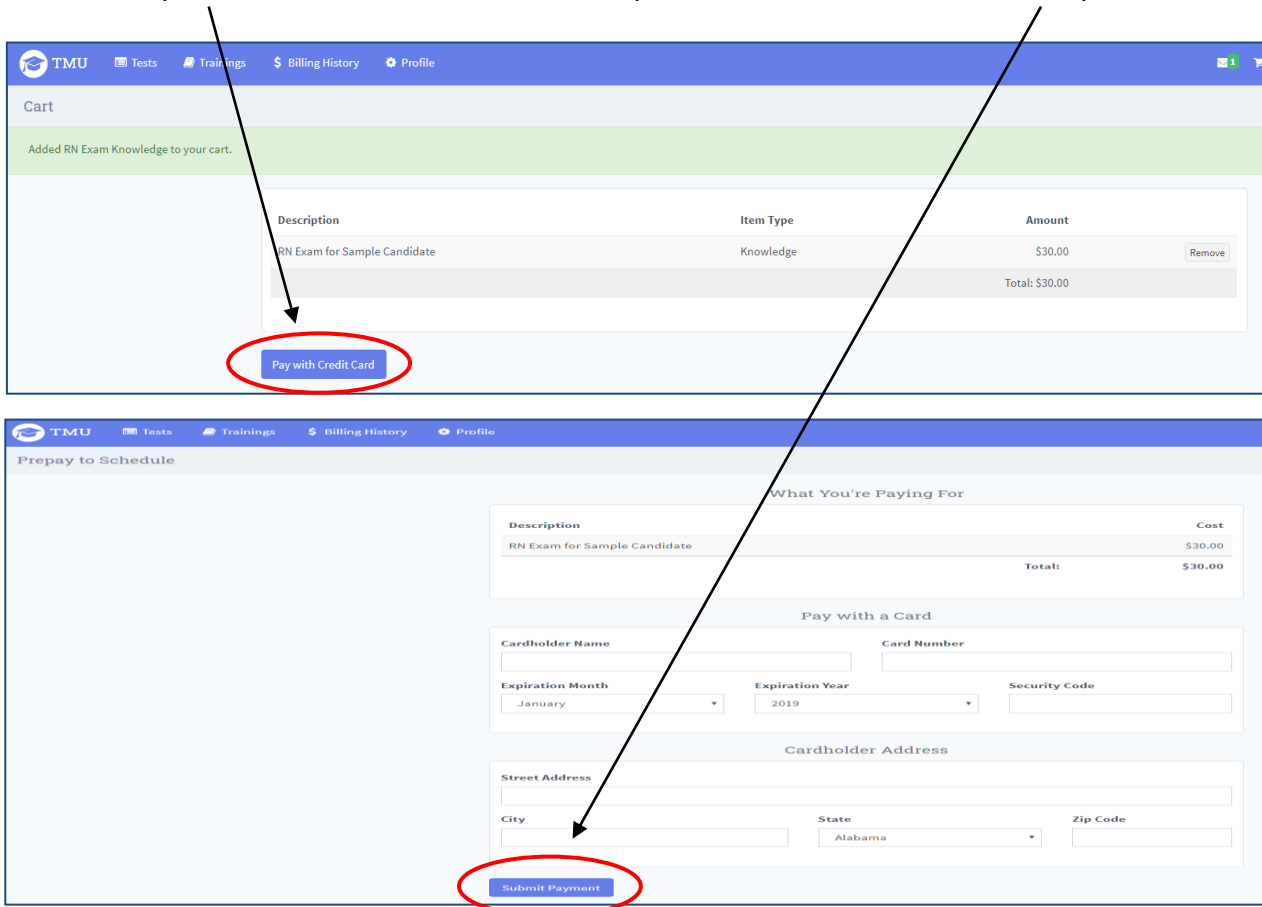 TMU Tests Trainings $ Billing History Profile 1
Cart
Added RN Exam Knowledge to your cart.
Description Item Type Amount
RN Exam for Sample Candidate Knowledge $30.00 Remove
Total: $30.00
Pay with Credit Card
TMU Tests Trainings $ Billing History Profile
Prepay to Schedule
What You're Paying For
Description Cost
RN Exam for Sample Candidate $30.00
Total: $30.00
Pay with a Card
Cardholder Name Card Number
Expiration Month Expiration Year Security Code
January 2019
Cardholder Address
Street Address
City State Zip Code
Alabama
Submit Payment